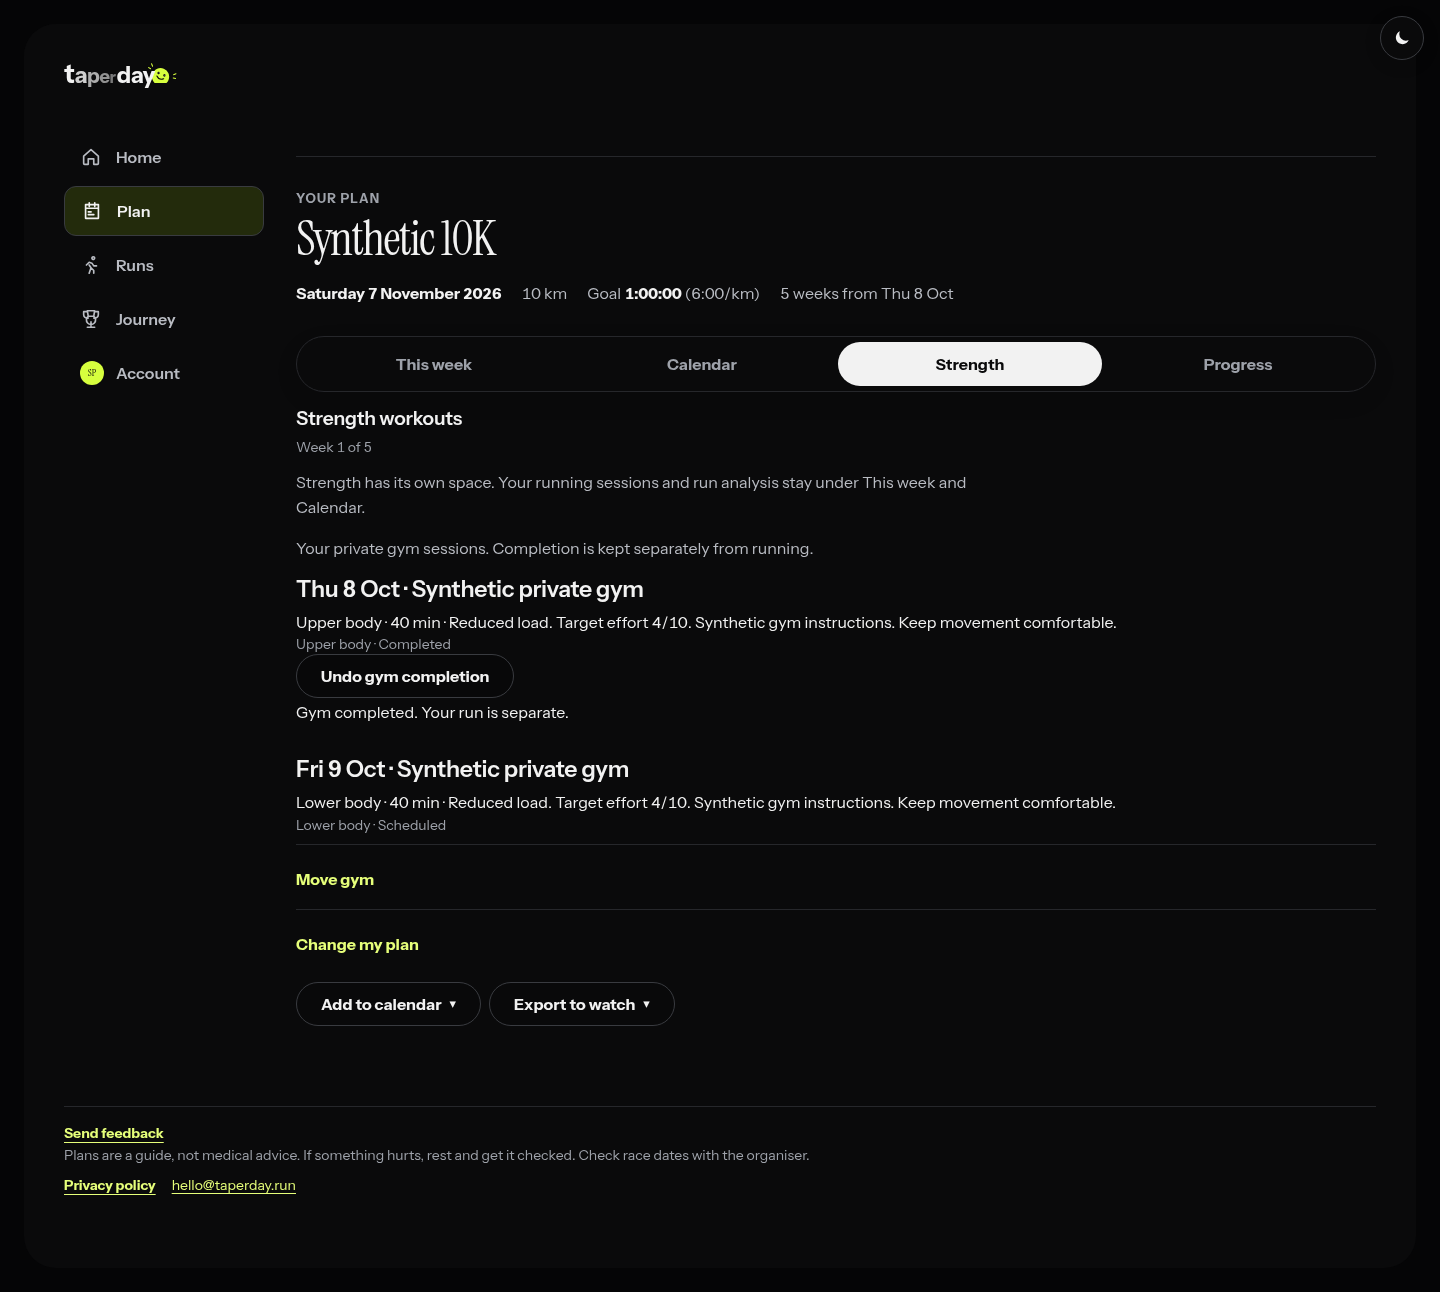 taperday
Home
Plan
Runs
Journey
SP Account
YOUR PLAN
Synthetic 10K
Saturday 7 November 2026 10 km Goal 1:00:00 (6:00/km) 5 weeks from Thu 8 Oct
This week Calendar Strength Progress
Strength workouts
Week 1 of 5
Strength has its own space. Your running sessions and run analysis stay under This week and
Calendar.
Your private gym sessions. Completion is kept separately from running.
Thu 8 Oct · Synthetic private gym
Upper body · 40 min · Reduced load. Target effort 4/10. Synthetic gym instructions. Keep movement comfortable.
Upper body · Completed
Undo gym completion
Gym completed. Your run is separate.
Fri 9 Oct · Synthetic private gym
Lower body · 40 min · Reduced load. Target effort 4/10. Synthetic gym instructions. Keep movement comfortable.
Lower body · Scheduled
Move gym
Change my plan
Add to calendar ▾ Export to watch ▾
Send feedback
Plans are a guide, not medical advice. If something hurts, rest and get it checked. Check race dates with the organiser.
Privacy policy hello@taperday.run